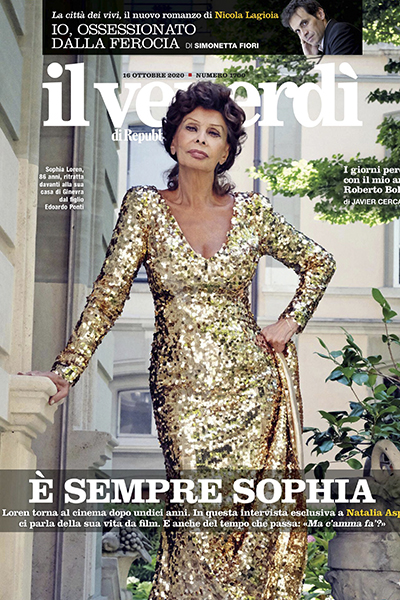 La città dei vivi, il nuovo romanzo di Nicola Lagioia
IO, OSSESSIONATO
DALLA FEROCIA DI SIMONETTA FIORI
16 OTTOBRE 2020 ■ NUMERO
il venerdì
di Repubb
Sophia Loren,
86 anni, ritratta
davanti alla sua
casa di Ginevra
dal figlio
Edoardo Ponti
I giorni per
con il mio a
Roberto Bol
di JAVIER CERCA
È SEMPRE SOPHIA
Loren torna al cinema dopo undici anni. In questa intervista esclusiva a Natalia Asp
ci parla della sua vita da film. E anche del tempo che passa: «Ma c'amma fa'?»